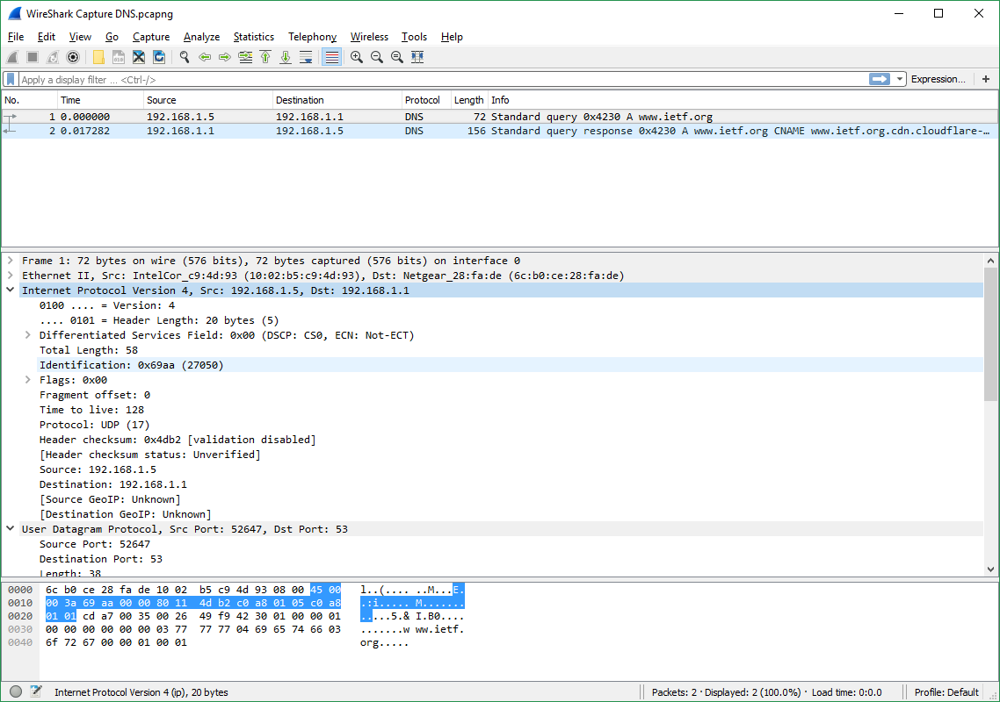 WireShark Capture DNS.pcapng
File Edit View Go Capture Analyze Statistics Telephony Wireless Tools Help
Apply a display filter ... <Ctrl-/> Expression... +
No. Time Source Destination Protocol Length Info
1 0.000000 192.168.1.5 192.168.1.1 DNS 72 Standard query 0x4230 A www.ietf.org
2 0.017282 192.168.1.1 192.168.1.5 DNS 156 Standard query response 0x4230 A www.ietf.org CNAME www.ietf.org.cdn.cloudflare-…
Frame 1: 72 bytes on wire (576 bits), 72 bytes captured (576 bits) on interface 0
Ethernet II, Src: IntelCor_c9:4d:93 (10:02:b5:c9:4d:93), Dst: Netgear_28:fa:de (6c:b0:ce:28:fa:de)
Internet Protocol Version 4, Src: 192.168.1.5, Dst: 192.168.1.1
0100 .... = Version: 4
.... 0101 = Header Length: 20 bytes (5)
Differentiated Services Field: 0x00 (DSCP: CS0, ECN: Not-ECT)
Total Length: 58
Identification: 0x69aa (27050)
Flags: 0x00
Fragment offset: 0
Time to live: 128
Protocol: UDP (17)
Header checksum: 0x4db2 [validation disabled]
[Header checksum status: Unverified]
Source: 192.168.1.5
Destination: 192.168.1.1
[Source GeoIP: Unknown]
[Destination GeoIP: Unknown]
User Datagram Protocol, Src Port: 52647, Dst Port: 53
Source Port: 52647
Destination Port: 53
Length: 38
0000 6c b0 ce 28 fa de 10 02 b5 c9 4d 93 08 00 45 00 l..(.... ..M...E.
0010 00 3a 69 aa 00 00 80 11 4d b2 c0 a8 01 05 c0 a8 .:i..... M.......
0020 01 01 cd a7 00 35 00 26 49 f9 42 30 01 00 00 01 .....5.& I.B0....
0030 00 00 00 00 00 00 03 77 77 77 04 69 65 74 66 03 .......w ww.ietf.
0040 6f 72 67 00 00 01 00 01 org.....
Internet Protocol Version 4 (ip), 20 bytes Packets: 2 · Displayed: 2 (100.0%) · Load time: 0:0.0 Profile: Default